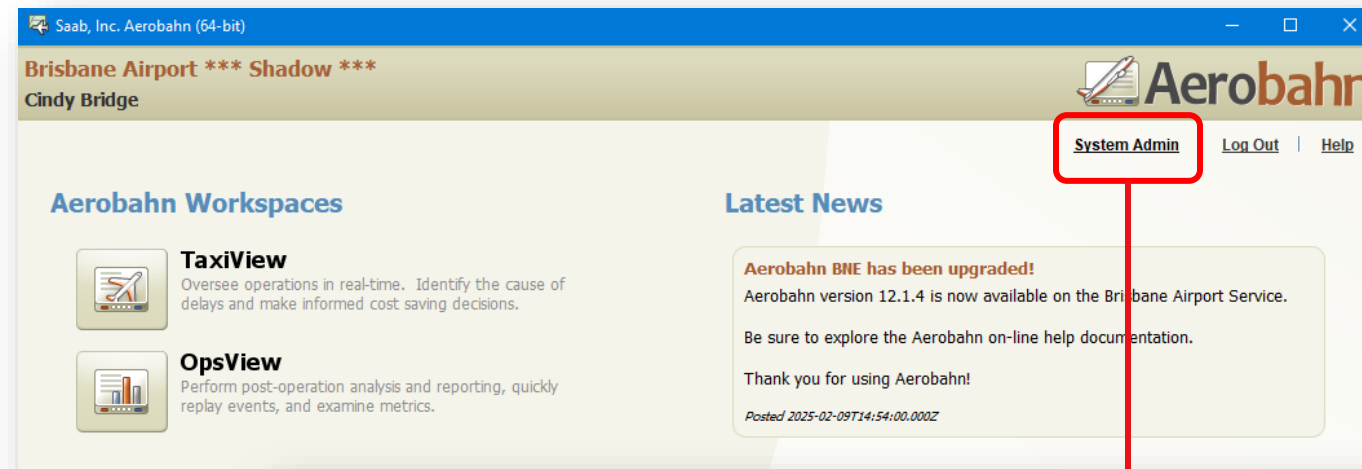 Saab, Inc. Aerobahn (64-bit)
Brisbane Airport *** Shadow ***
Cindy Bridge
Aerobahn
System Admin Log Out | Help
Aerobahn Workspaces
TaxiView
Oversee operations in real-time. Identify the cause of
delays and make informed cost saving decisions.
OpsView
Perform post-operation analysis and reporting, quickly
replay events, and examine metrics.
Latest News
Aerobahn BNE has been upgraded!
Aerobahn version 12.1.4 is now available on the Brisbane Airport Service.
Be sure to explore the Aerobahn on-line help documentation.
Thank you for using Aerobahn!
Posted 2025-02-09T14:54:00.000Z